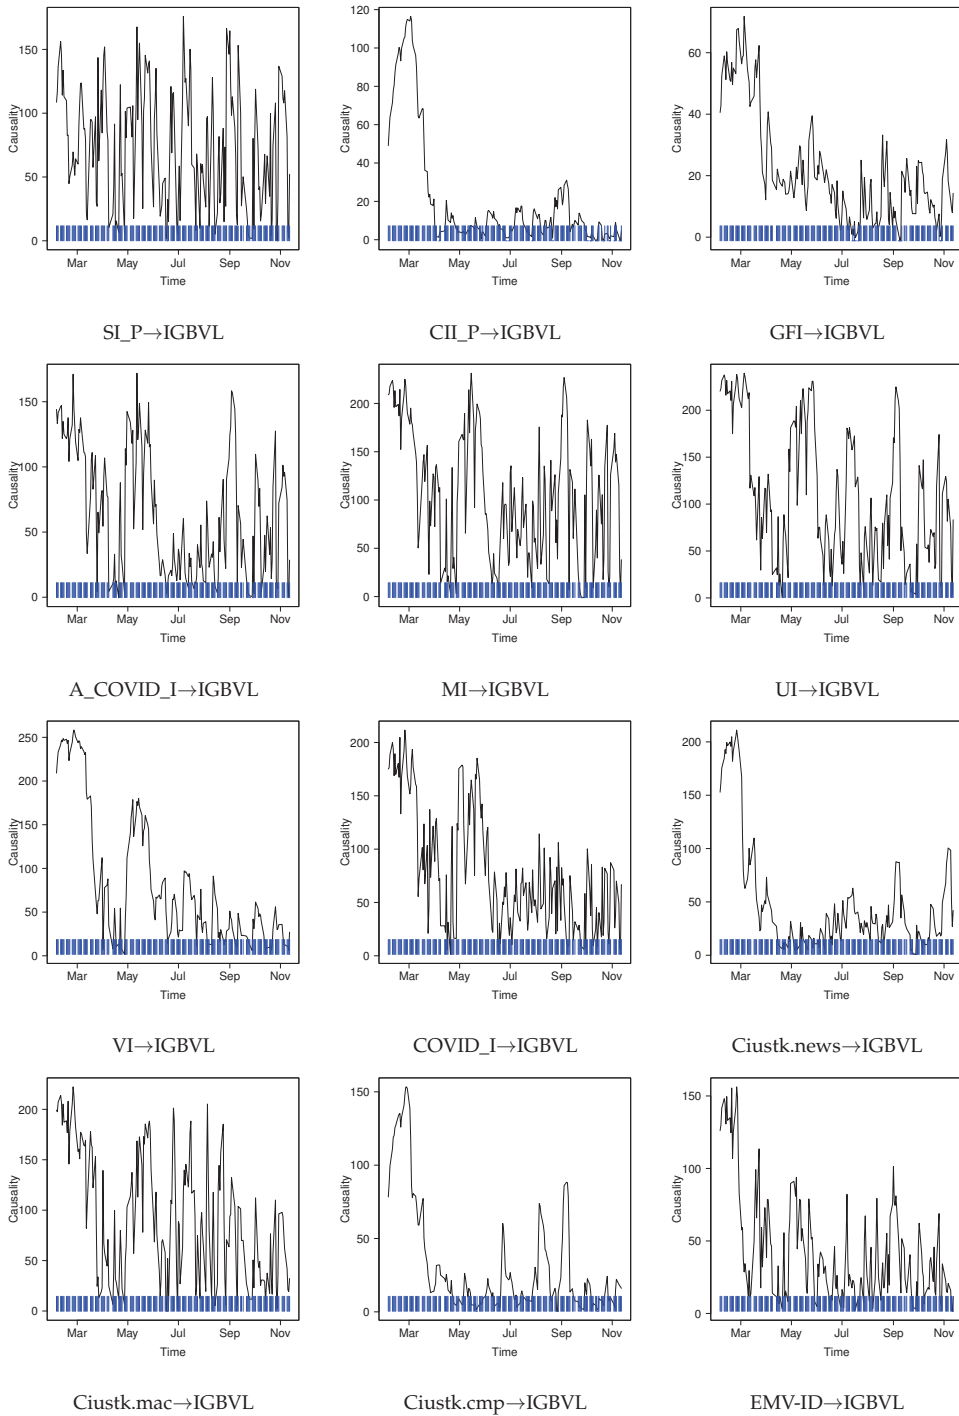 150
100
50
0
Causality
Mar May Jul Sep Nov
Time
SI_P→IGBVL
120
100
80
60
40
20
0
Causality
Mar May Jul Sep Nov
Time
CII_P→IGBVL
60
40
20
0
Causality
Mar May Jul Sep Nov
Time
GFI→IGBVL
150
100
50
0
Causality
Mar May Jul Sep Nov
Time
A_COVID_I→IGBVL
200
150
100
50
0
Causality
Mar May Jul Sep Nov
Time
MI→IGBVL
200
150
100
50
0
Causality
Mar May Jul Sep Nov
Time
UI→IGBVL
250
200
150
100
50
0
Causality
Mar May Jul Sep Nov
Time
VI→IGBVL
200
150
100
50
0
Causality
Mar May Jul Sep Nov
Time
COVID_I→IGBVL
200
150
100
50
0
Causality
Mar May Jul Sep Nov
Time
Ciustk.news→IGBVL
200
150
100
50
0
Causality
Mar May Jul Sep Nov
Time
Ciustk.mac→IGBVL
150
100
50
0
Causality
Mar May Jul Sep Nov
Time
Ciustk.cmp→IGBVL
150
100
50
0
Causality
Mar May Jul Sep Nov
Time
EMV-ID→IGBVL